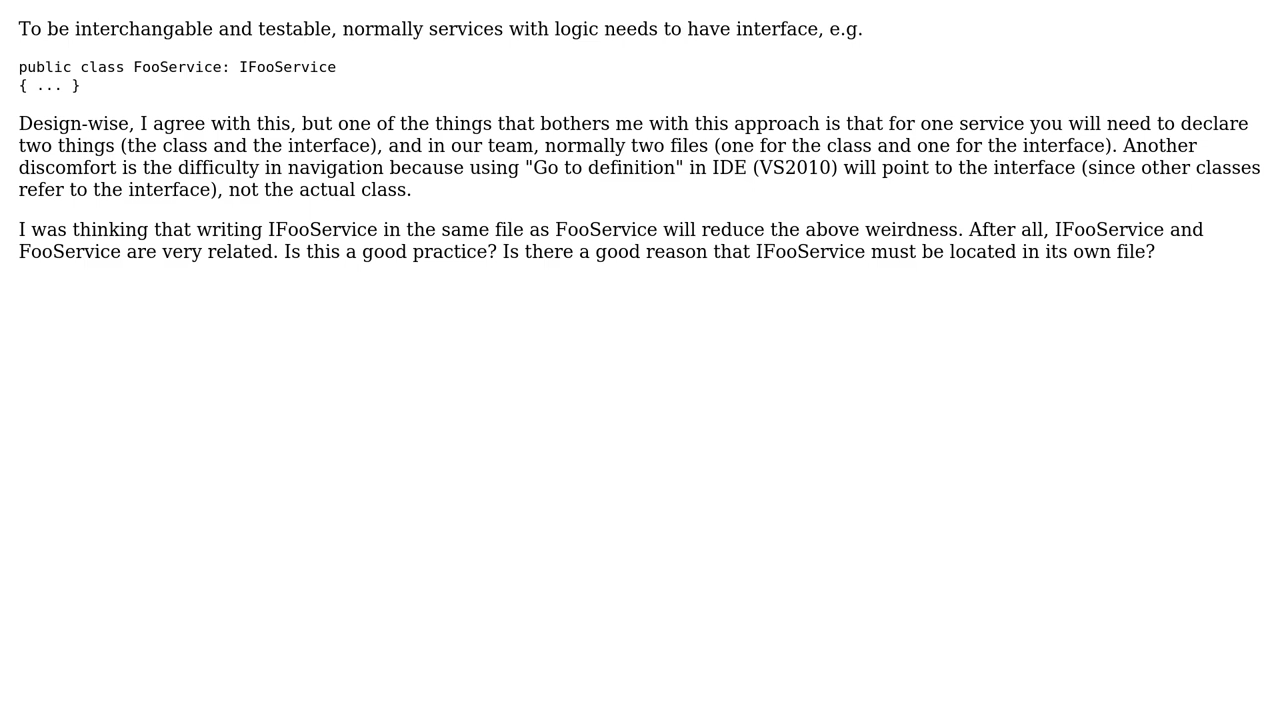 To be interchangable and testable, normally services with logic needs to have interface, e.g.
public class FooService: IFooService
{ ... }
Design-wise, I agree with this, but one of the things that bothers me with this approach is that for one service you will need to declare
two things (the class and the interface), and in our team, normally two files (one for the class and one for the interface). Another
discomfort is the difficulty in navigation because using "Go to definition" in IDE (VS2010) will point to the interface (since other classes
refer to the interface), not the actual class.
I was thinking that writing IFooService in the same file as FooService will reduce the above weirdness. After all, IFooService and
FooService are very related. Is this a good practice? Is there a good reason that IFooService must be located in its own file?